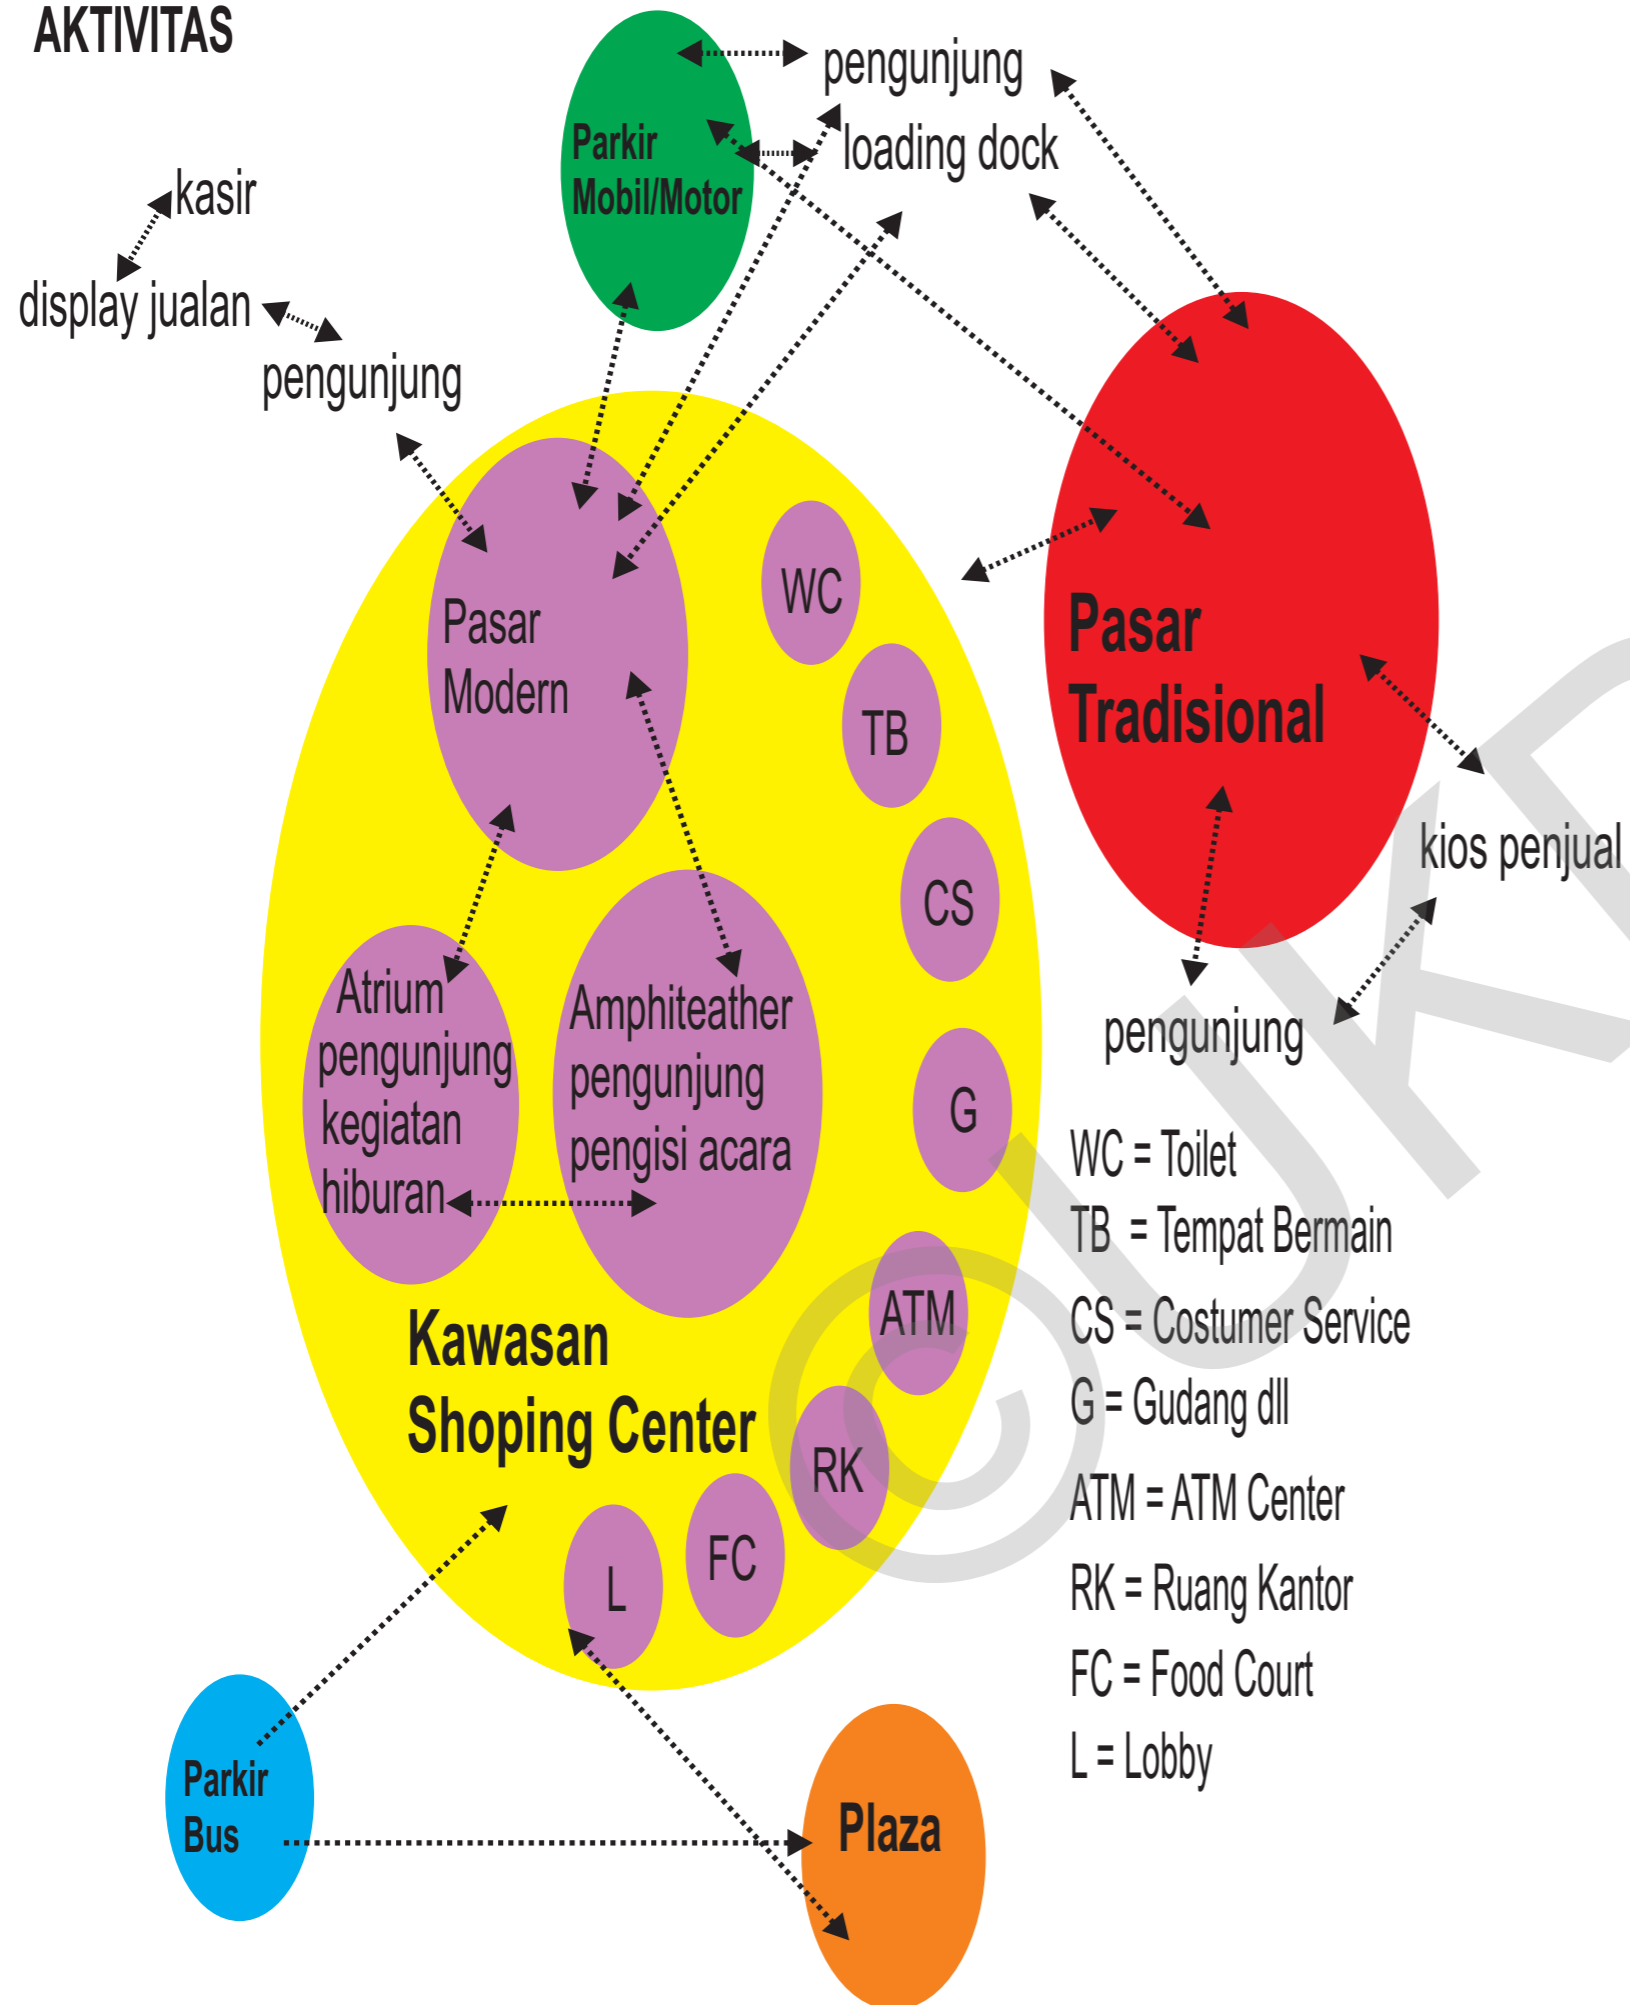 AKTIVITAS
pengunjung
loading dock
Parkir
Mobil/Motor
kasir
display jualan
pengunjung
Pasar
Modern
WC
TB
CS
G
ATM
RK
FC
L
Pasar
Tradisional
kios penjual
pengunjung
Atrium
pengunjung
kegiatan
hiburan
Amphiteather
pengunjung
pengisi acara
Kawasan
Shoping Center
WC = Toilet
TB = Tempat Bermain
CS = Costumer Service
G = Gudang dll
ATM = ATM Center
RK = Ruang Kantor
FC = Food Court
L = Lobby
Parkir
Bus
Plaza